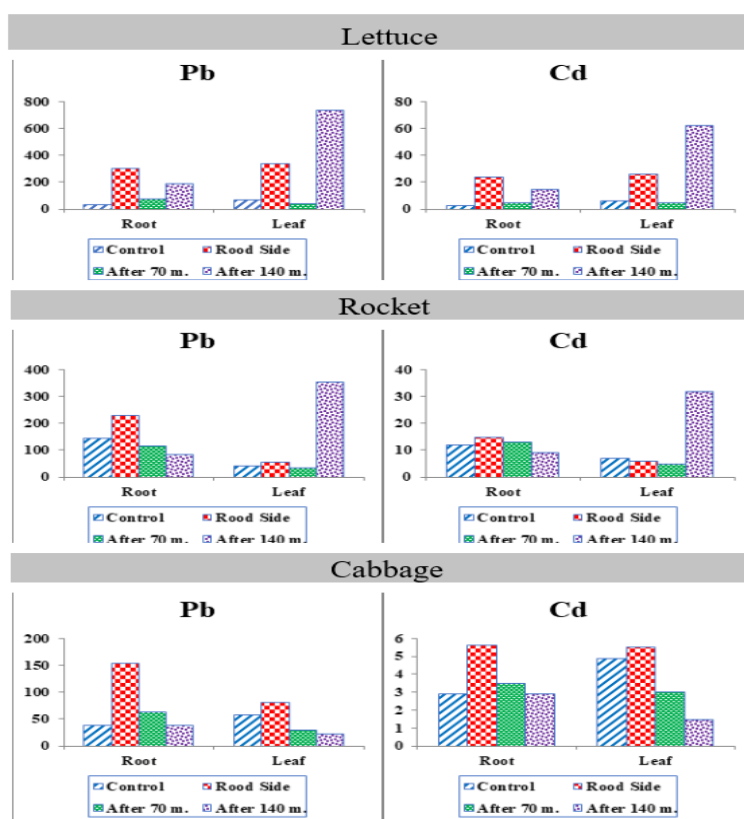 Lettuce
Pb
800
600
400
200
0
Root Leaf
Control Rood Side
After 70 m. After 140 m.
Cd
80
60
40
20
0
Root Leaf
Control Rood Side
After 70 m. After 140 m.
Rocket
Pb
400
300
200
100
0
Root Leaf
Control Rood Side
After 70 m. After 140 m.
Cd
40
30
20
10
0
Root Leaf
Control Rood Side
After 70 m. After 140 m.
Cabbage
Pb
200
150
100
50
0
Root Leaf
Control Rood Side
After 70 m. After 140 m.
Cd
6
5
4
3
2
1
0
Root Leaf
Control Rood Side
After 70 m. After 140 m.